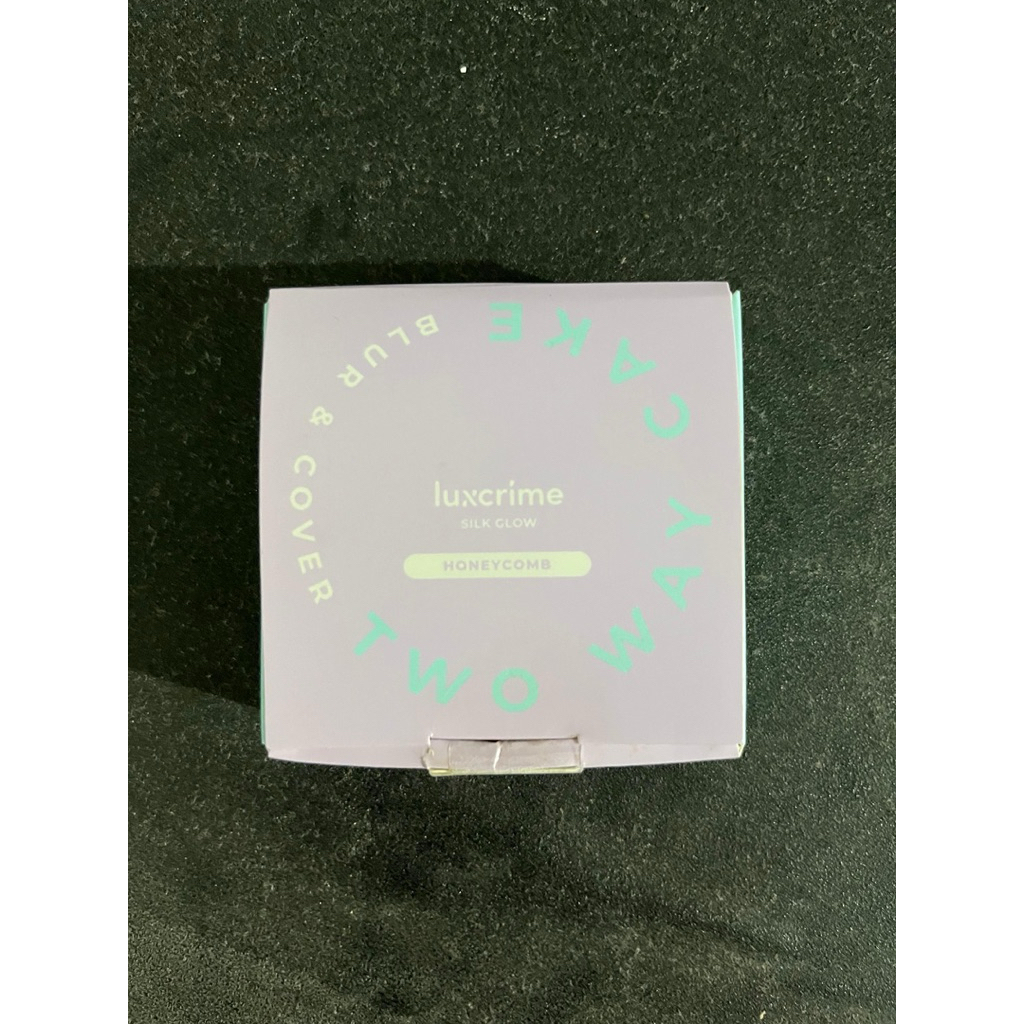 BLUR & COVER
TWO WAY CAKE
luxcrime
SILK GLOW
HONEYCOMB